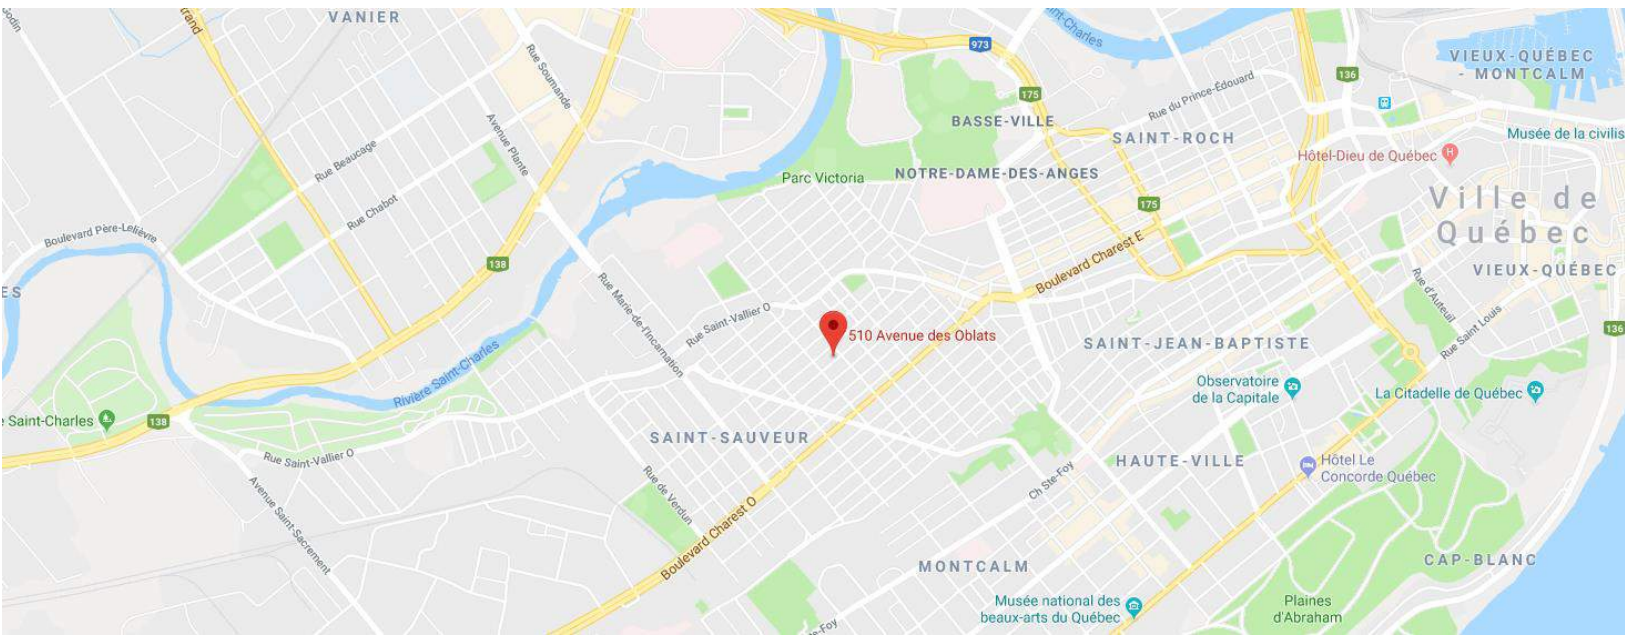 Godin
VANIER
trand
Rue Soumande
nt-Charles
973
VIEUX-QUÉBEC
- MONTCALM
136
175
Rue du Prince-Édouard
BASSE-VILLE
SAINT-ROCH
Musée de la civilis
Avenue Plante
Rue Beaucage
Hôtel-Dieu de Québec
H
Parc Victoria
NOTRE-DAME-DES-ANGES
Ville de
Québec
Rue Chabot
175
Boulevard Père-Lelièvre
138
Boulevard Charest E
VIEUX-QUÉBEC
ES
Rue Marie-de-l'Incarnation
Rue d'Auteuil
Rue Saint-Vallier O
510 Avenue des Oblats
136
Rue Saint Louis
SAINT-JEAN-BAPTISTE
Rivière Saint-Charles
Observatoire
de la Capitale
La Citadelle de Québec
e Saint-Charles
138
SAINT-SAUVEUR
Rue Saint-Vallier O
HAUTE-VILLE
Hôtel Le
Concorde Québec
Ch Ste-Foy
Rue de Verdun
Avenue Saint-Sacrement
Boulevard Charest O
MONTCALM
CAP-BLANC
Musée national des
beaux-arts du Québec
Plaines
d'Abraham
e-Foy